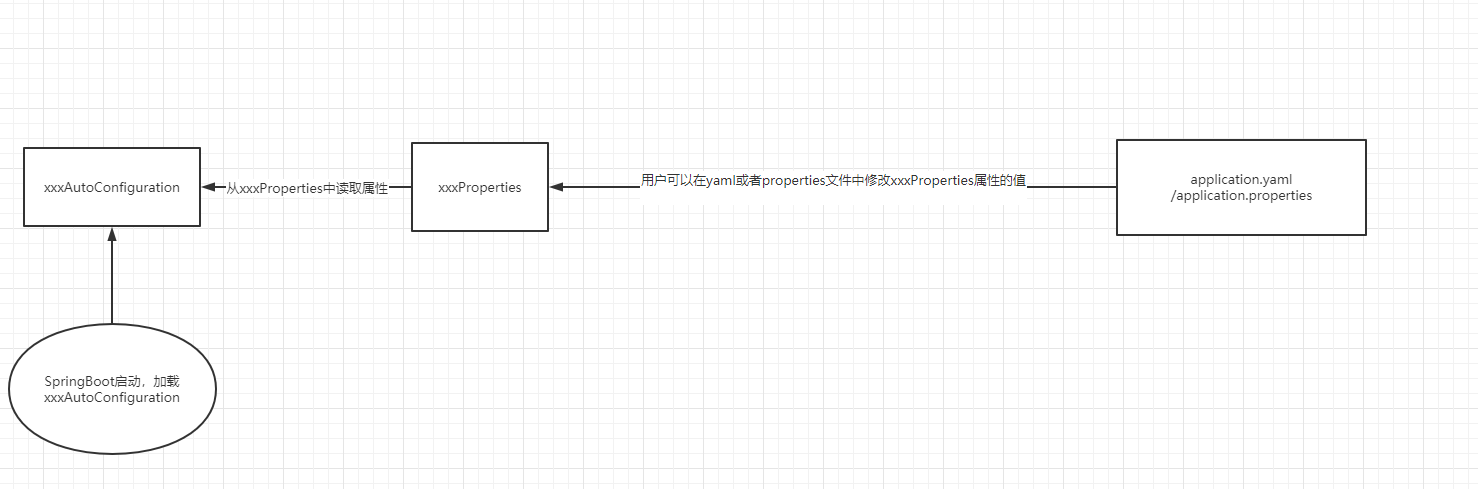 xxxAutoConfiguration
从xxxProperties中读取属性
xxxProperties
用户可以在yaml或者properties文件中修改xxxProperties属性的值
application.yaml
/application.properties
SpringBoot启动，加载
xxxAutoConfiguration